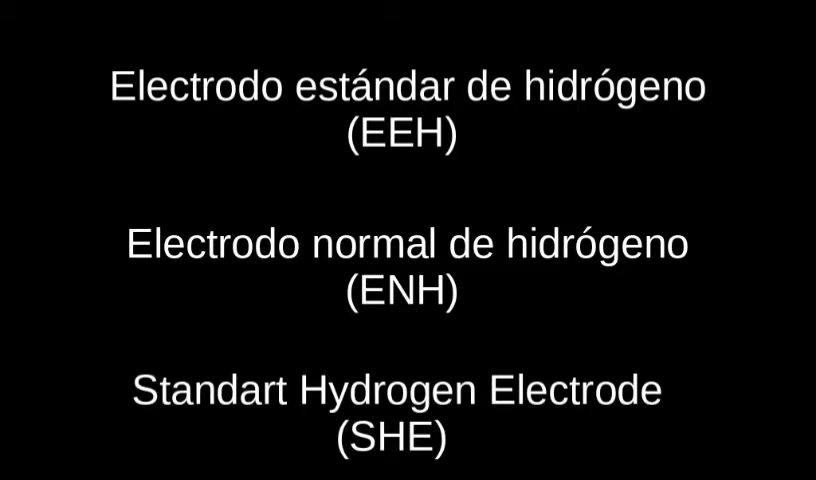 Electrodo estándar de hidrógeno
(EEH)
Electrodo normal de hidrógeno
(ENH)
Standart Hydrogen Electrode
(SHE)